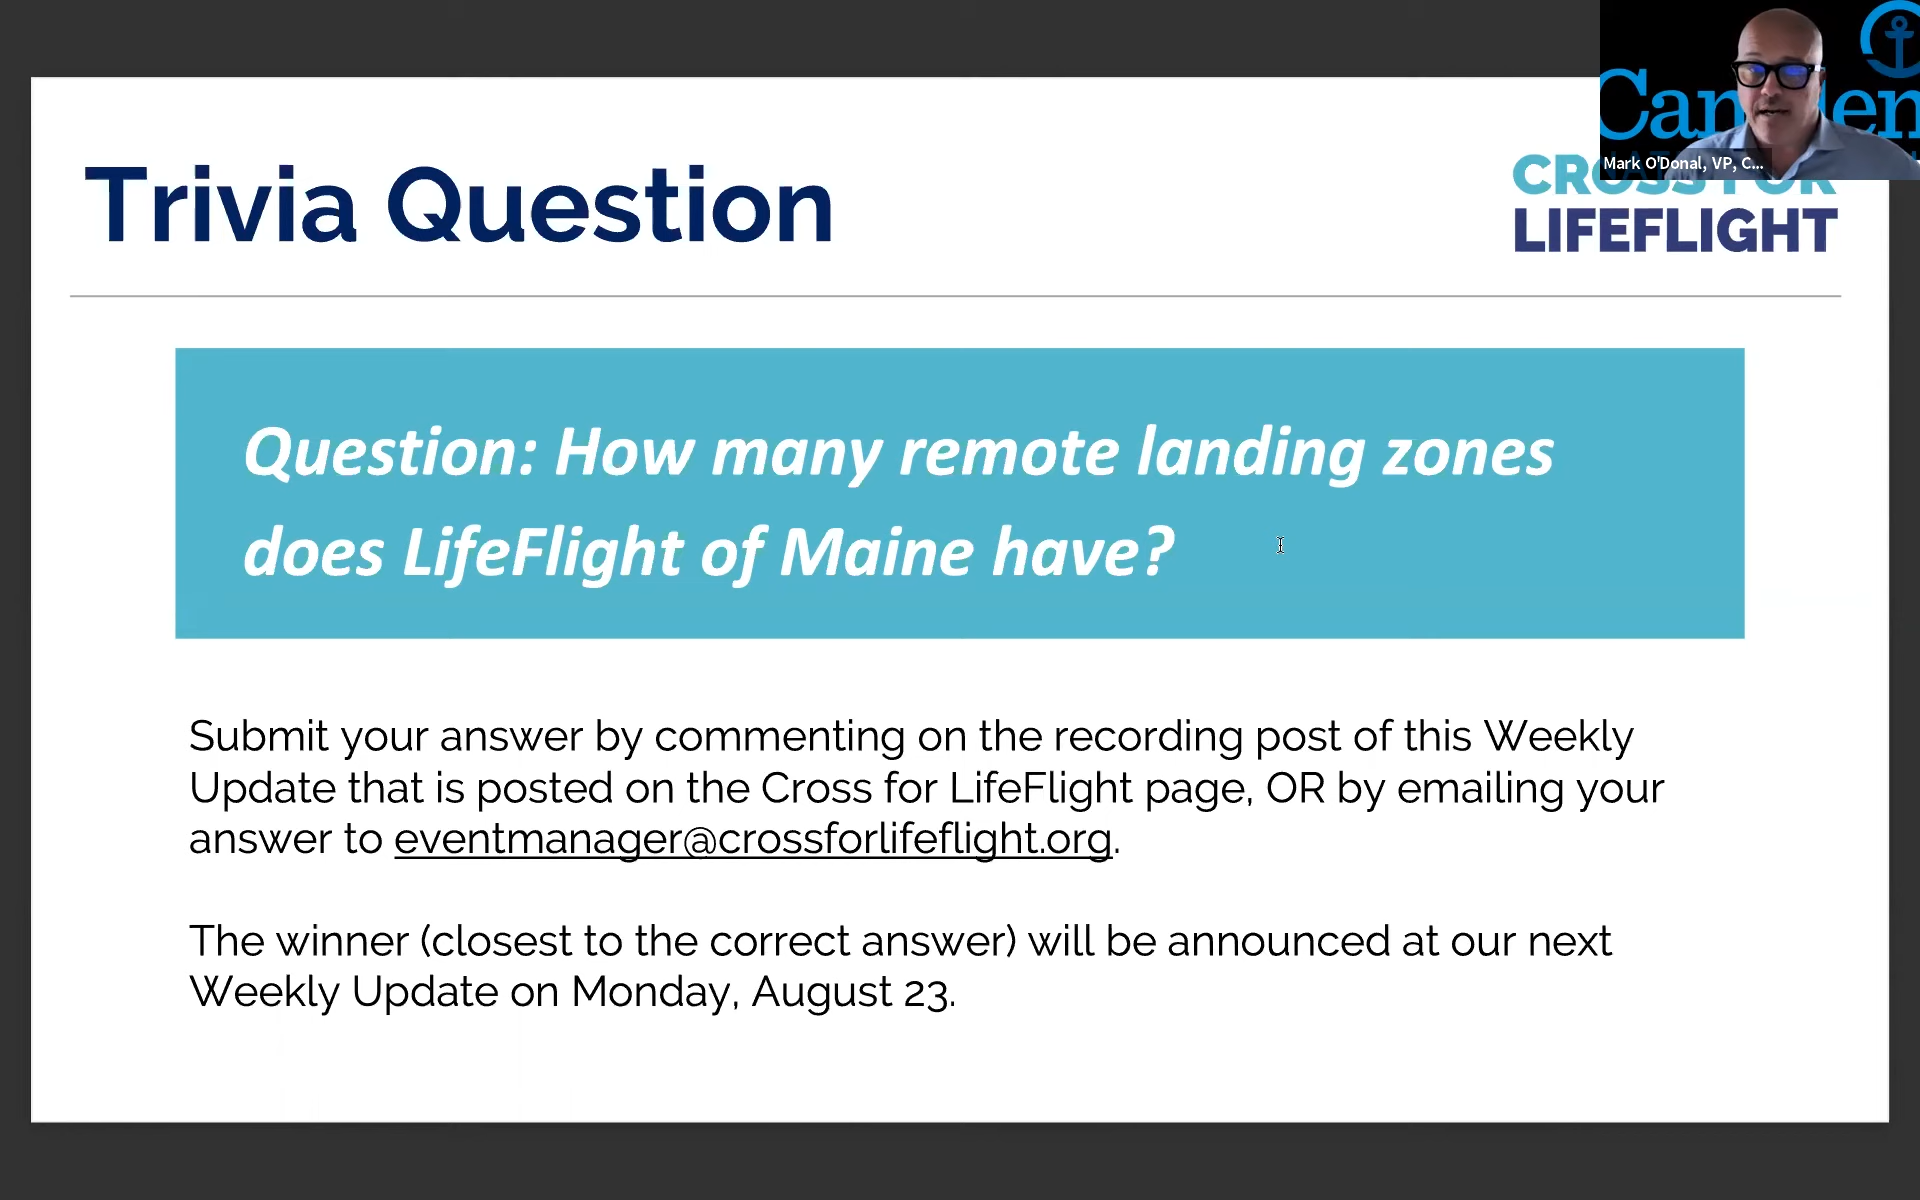 Mark O'Donal, VP, C...
Trivia Question
CROSS FOR
LIFEFLIGHT
Question: How many remote landing zones
does LifeFlight of Maine have?
Submit your answer by commenting on the recording post of this Weekly
Update that is posted on the Cross for LifeFlight page, OR by emailing your
answer to eventmanager@crossforlifeflight.org.
The winner (closest to the correct answer) will be announced at our next
Weekly Update on Monday, August 23.